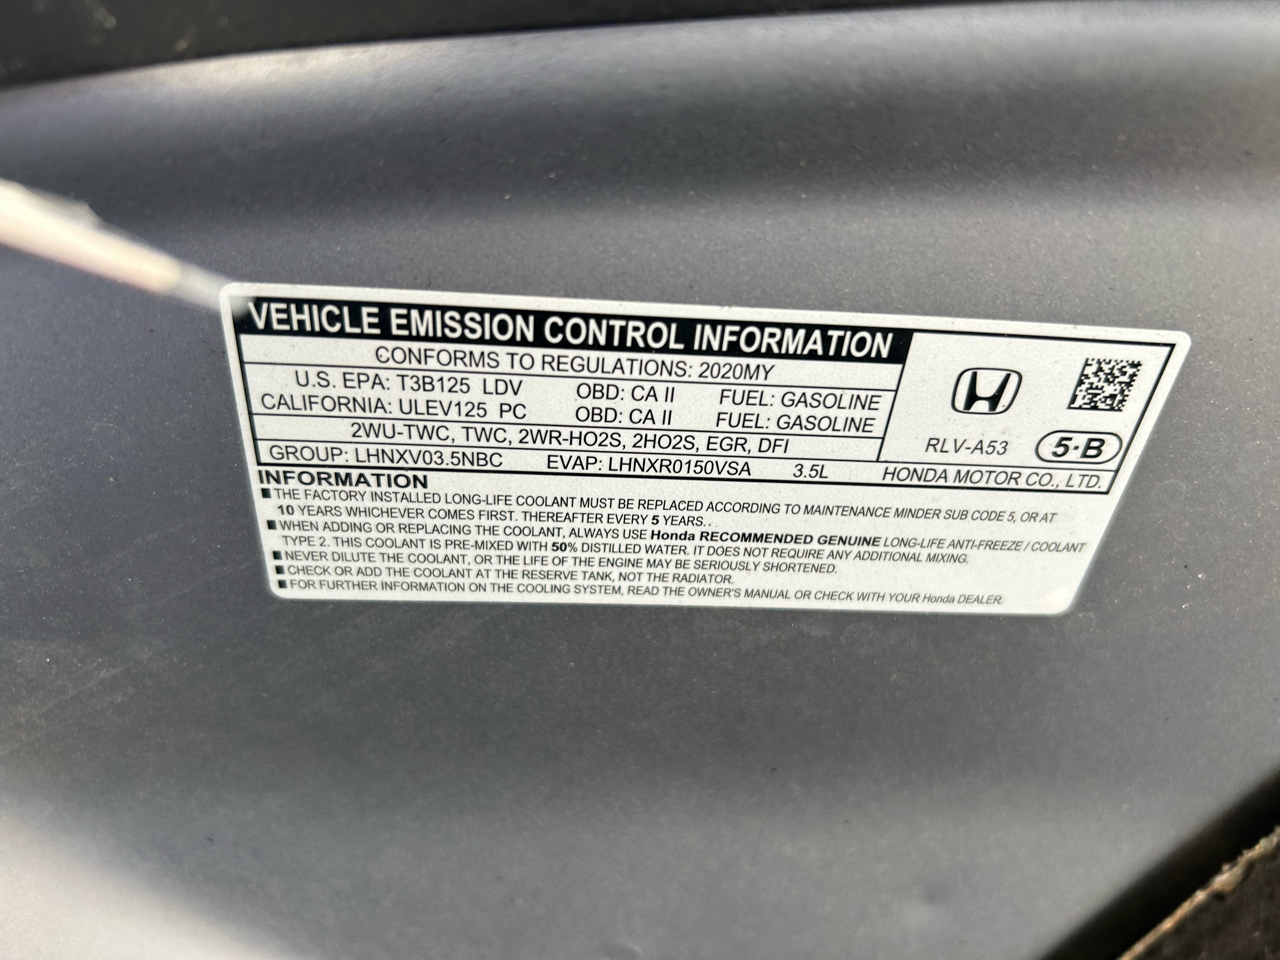 VEHICLE EMISSION CONTROL INFORMATION
CONFORMS TO REGULATIONS: 2020MY
U.S. EPA: T3B125 LDV OBD: CA II FUEL: GASOLINE
CALIFORNIA: ULEV125 PC OBD: CA II FUEL: GASOLINE
2WU-TWC, TWC, 2WR-HO2S, 2HO2S, EGR, DFI
RLV-A53 5-B
GROUP: LHNXV03.5NBC EVAP: LHNXR0150VSA 3.5L HONDA MOTOR CO., LTD.
INFORMATION
■ THE FACTORY INSTALLED LONG-LIFE COOLANT MUST BE REPLACED ACCORDING TO MAINTENANCE MINDER SUB CODE 5, OR AT
10 YEARS WHICHEVER COMES FIRST. THEREAFTER EVERY 5 YEARS..
■ WHEN ADDING OR REPLACING THE COOLANT, ALWAYS USE Honda RECOMMENDED GENUINE LONG-LIFE ANTI-FREEZE / COOLANT
TYPE 2. THIS COOLANT IS PRE-MIXED WITH 50% DISTILLED WATER. IT DOES NOT REQUIRE ANY ADDITIONAL MIXING.
■ NEVER DILUTE THE COOLANT, OR THE LIFE OF THE ENGINE MAY BE SERIOUSLY SHORTENED.
■ CHECK OR ADD THE COOLANT AT THE RESERVE TANK, NOT THE RADIATOR.
■ FOR FURTHER INFORMATION ON THE COOLING SYSTEM, READ THE OWNER'S MANUAL OR CHECK WITH YOUR Honda DEALER.